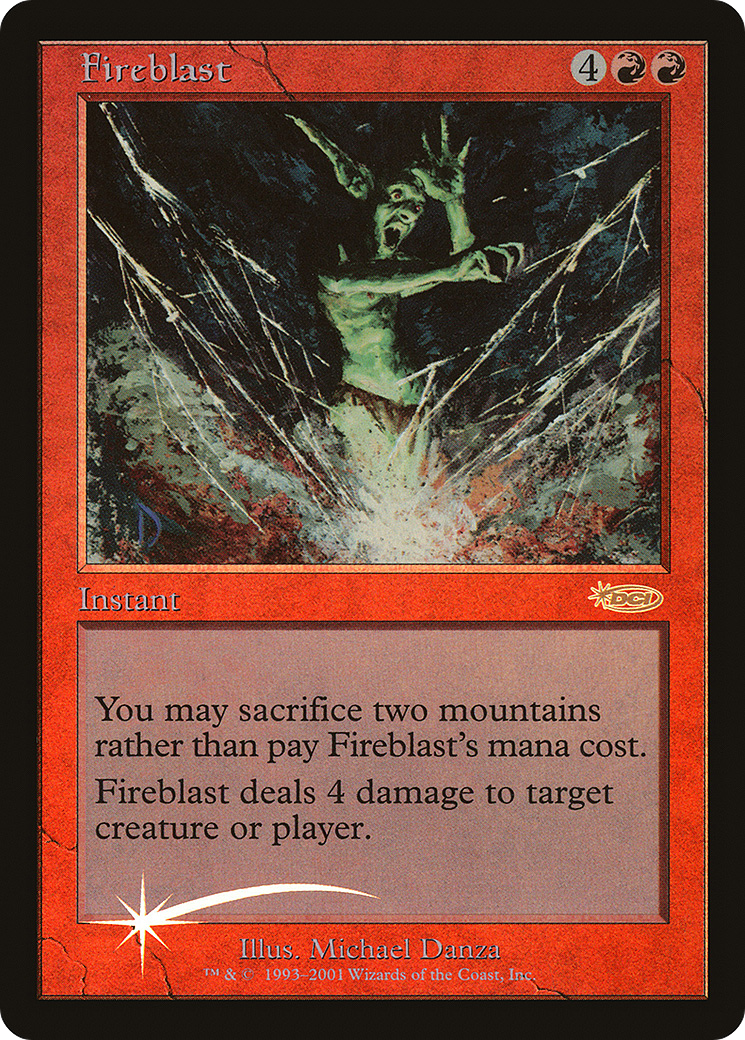 Fireblast 4
Instant DCI
You may sacrifice two mountains
rather than pay Fireblast's mana cost.
Fireblast deals 4 damage to target
creature or player.
Illus. Michael Danza
™ & © 1993–2001 Wizards of the Coast, Inc.
D